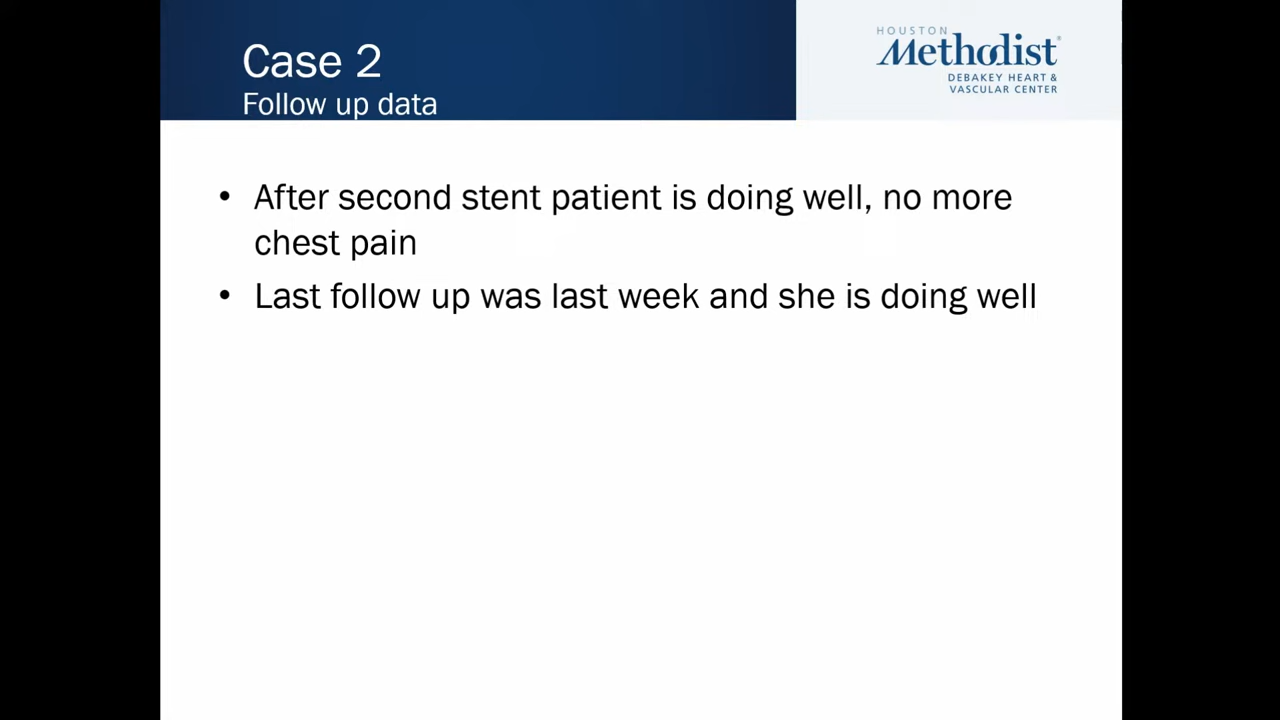 Case 2
Follow up data
HOUSTON
Methodist®
DEBAKEY HEART &
VASCULAR CENTER
• After second stent patient is doing well, no more
chest pain
• Last follow up was last week and she is doing well